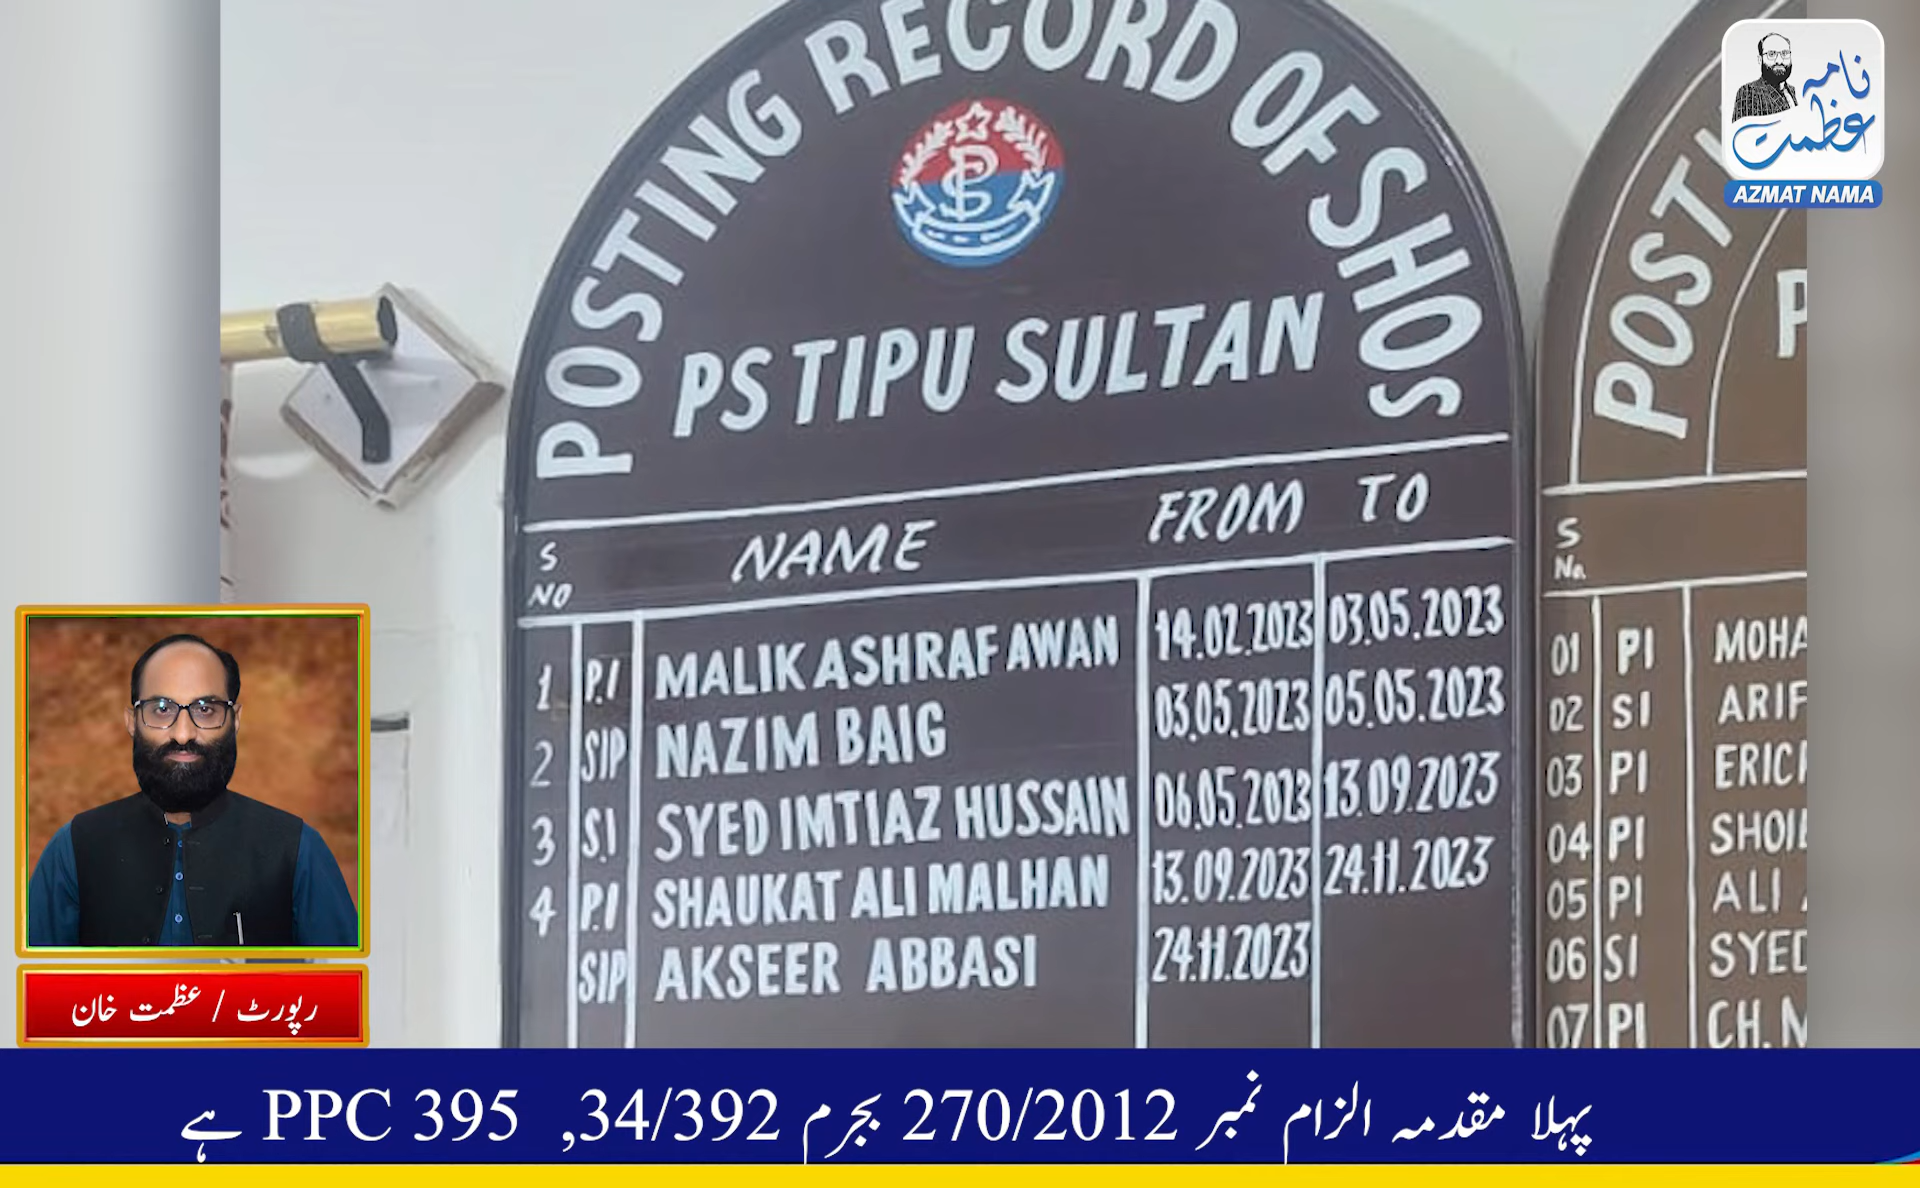 POSTING RECORD OF SHOS
PS TIPU SULTAN
S NO NAME FROM TO
1 P.I MALIK ASHRAF AWAN 14.02.2023 03.05.2023
2 SIP NAZIM BAIG 03.05.2023 05.05.2023
3 S.I SYED IMTIAZ HUSSAIN 06.05.2023 13.09.2023
4 P.I SHAUKAT ALI MALHAN 13.09.2023 24.11.2023
SIP AKSEER ABBASI 24.11.2023
S No.
01 PI
02 SI ARIF
03 PI
04 PI
05 PI ALI
06 SI SYED
07 PI CH.
نامہ
عظمت
AZMAT NAMA
رپورٹ / عظمت خان
پہلا مقدمہ الزام نمبر 270/2012 بجرم 34/392, PPC 395 ہے